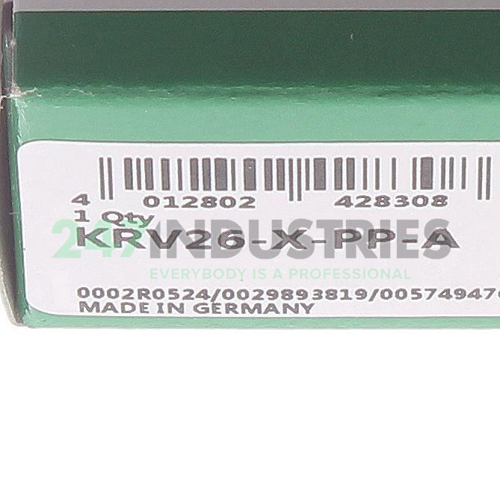 4 012802 428308
1 Qty
KRV26-X-PP-A
247 INDUSTRIES
EVERYBODY IS A PROFESSIONAL
0002R0524/0029893819/00574947
MADE IN GERMANY